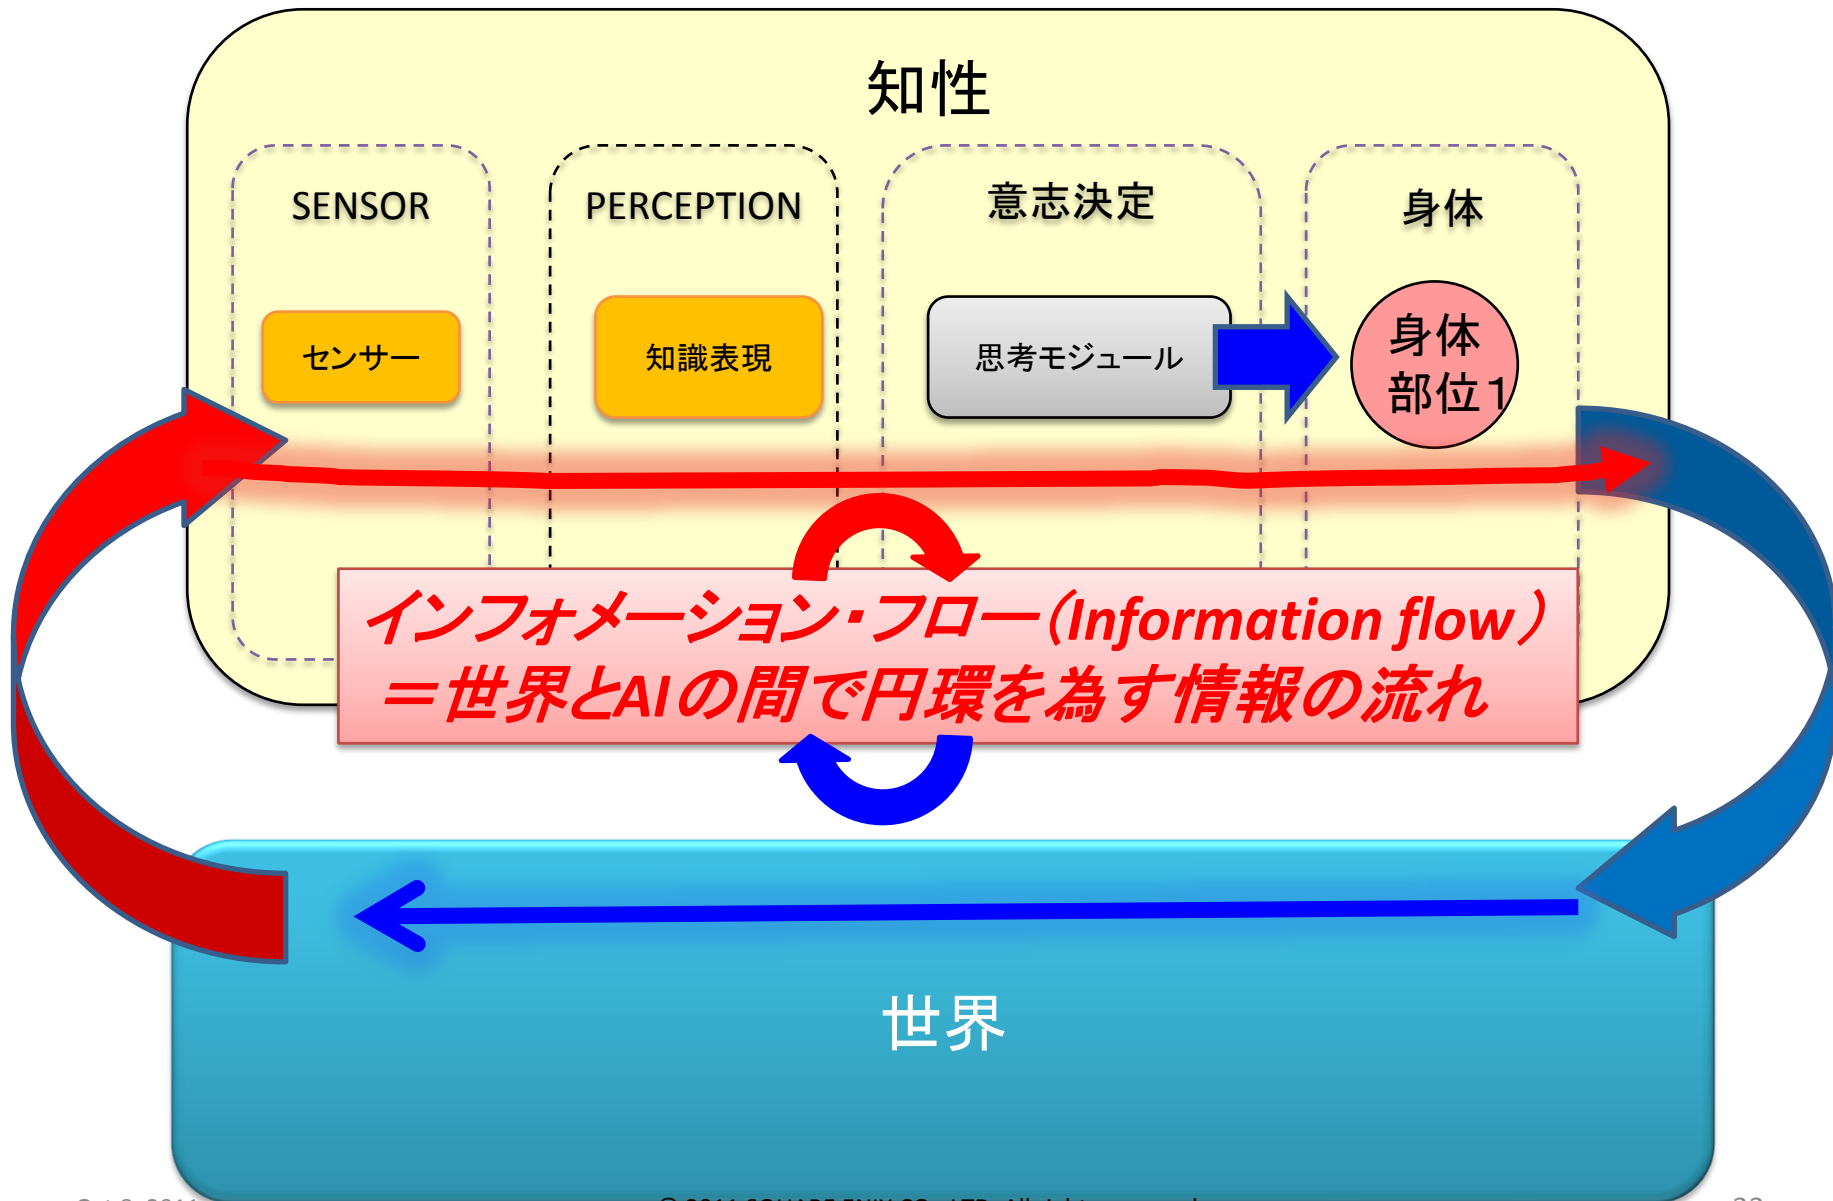 知性
SENSOR
PERCEPTION
意志決定
身体
センサー
知識表現
思考モジュール
身体
部位１
インフォメーション・フロー（Information flow）
＝世界とAIの間で円環を為す情報の流れ
世界